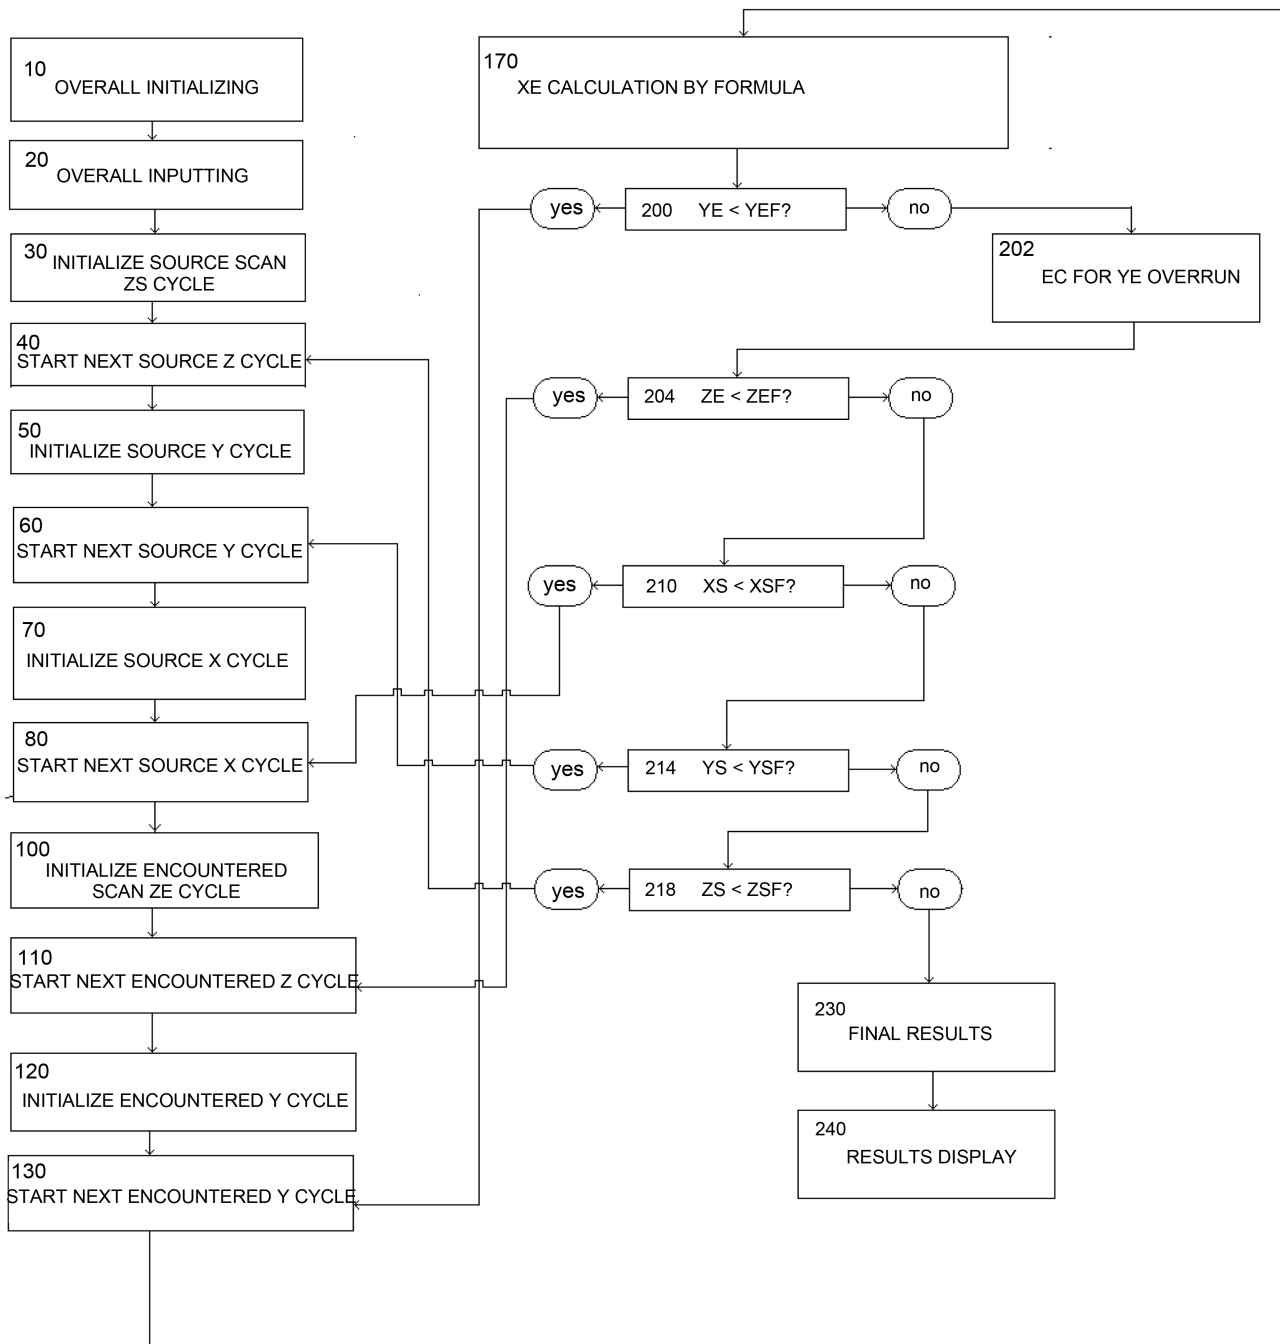 10
OVERALL INITIALIZING
20
OVERALL INPUTTING
30
INITIALIZE SOURCE SCAN
ZS CYCLE
40
START NEXT SOURCE Z CYCLE
50
INITIALIZE SOURCE Y CYCLE
60
START NEXT SOURCE Y CYCLE
70
INITIALIZE SOURCE X CYCLE
80
START NEXT SOURCE X CYCLE
100
INITIALIZE ENCOUNTERED
SCAN ZE CYCLE
110
START NEXT ENCOUNTERED Z CYCLE
120
INITIALIZE ENCOUNTERED Y CYCLE
130
START NEXT ENCOUNTERED Y CYCLE
170
XE CALCULATION BY FORMULA
yes
200 YE < YEF?
no
202
EC FOR YE OVERRUN
yes
204 ZE < ZEF?
no
yes
210 XS < XSF?
no
yes
214 YS < YSF?
no
yes
218 ZS < ZSF?
no
230
FINAL RESULTS
240
RESULTS DISPLAY